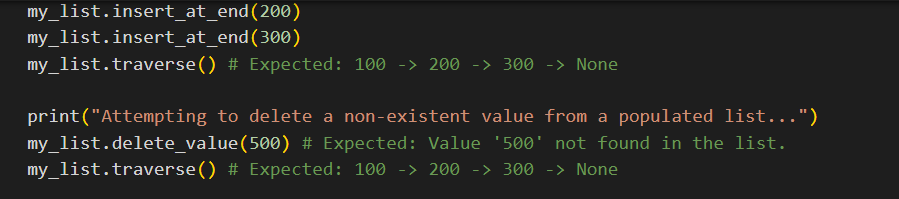 my_list.insert_at_end(200)
my_list.insert_at_end(300)
my_list.traverse() # Expected: 100 -> 200 -> 300 -> None
print("Attempting to delete a non-existent value from a populated list...")
my_list.delete_value(500) # Expected: Value '500' not found in the list.
my_list.traverse() # Expected: 100 -> 200 -> 300 -> None